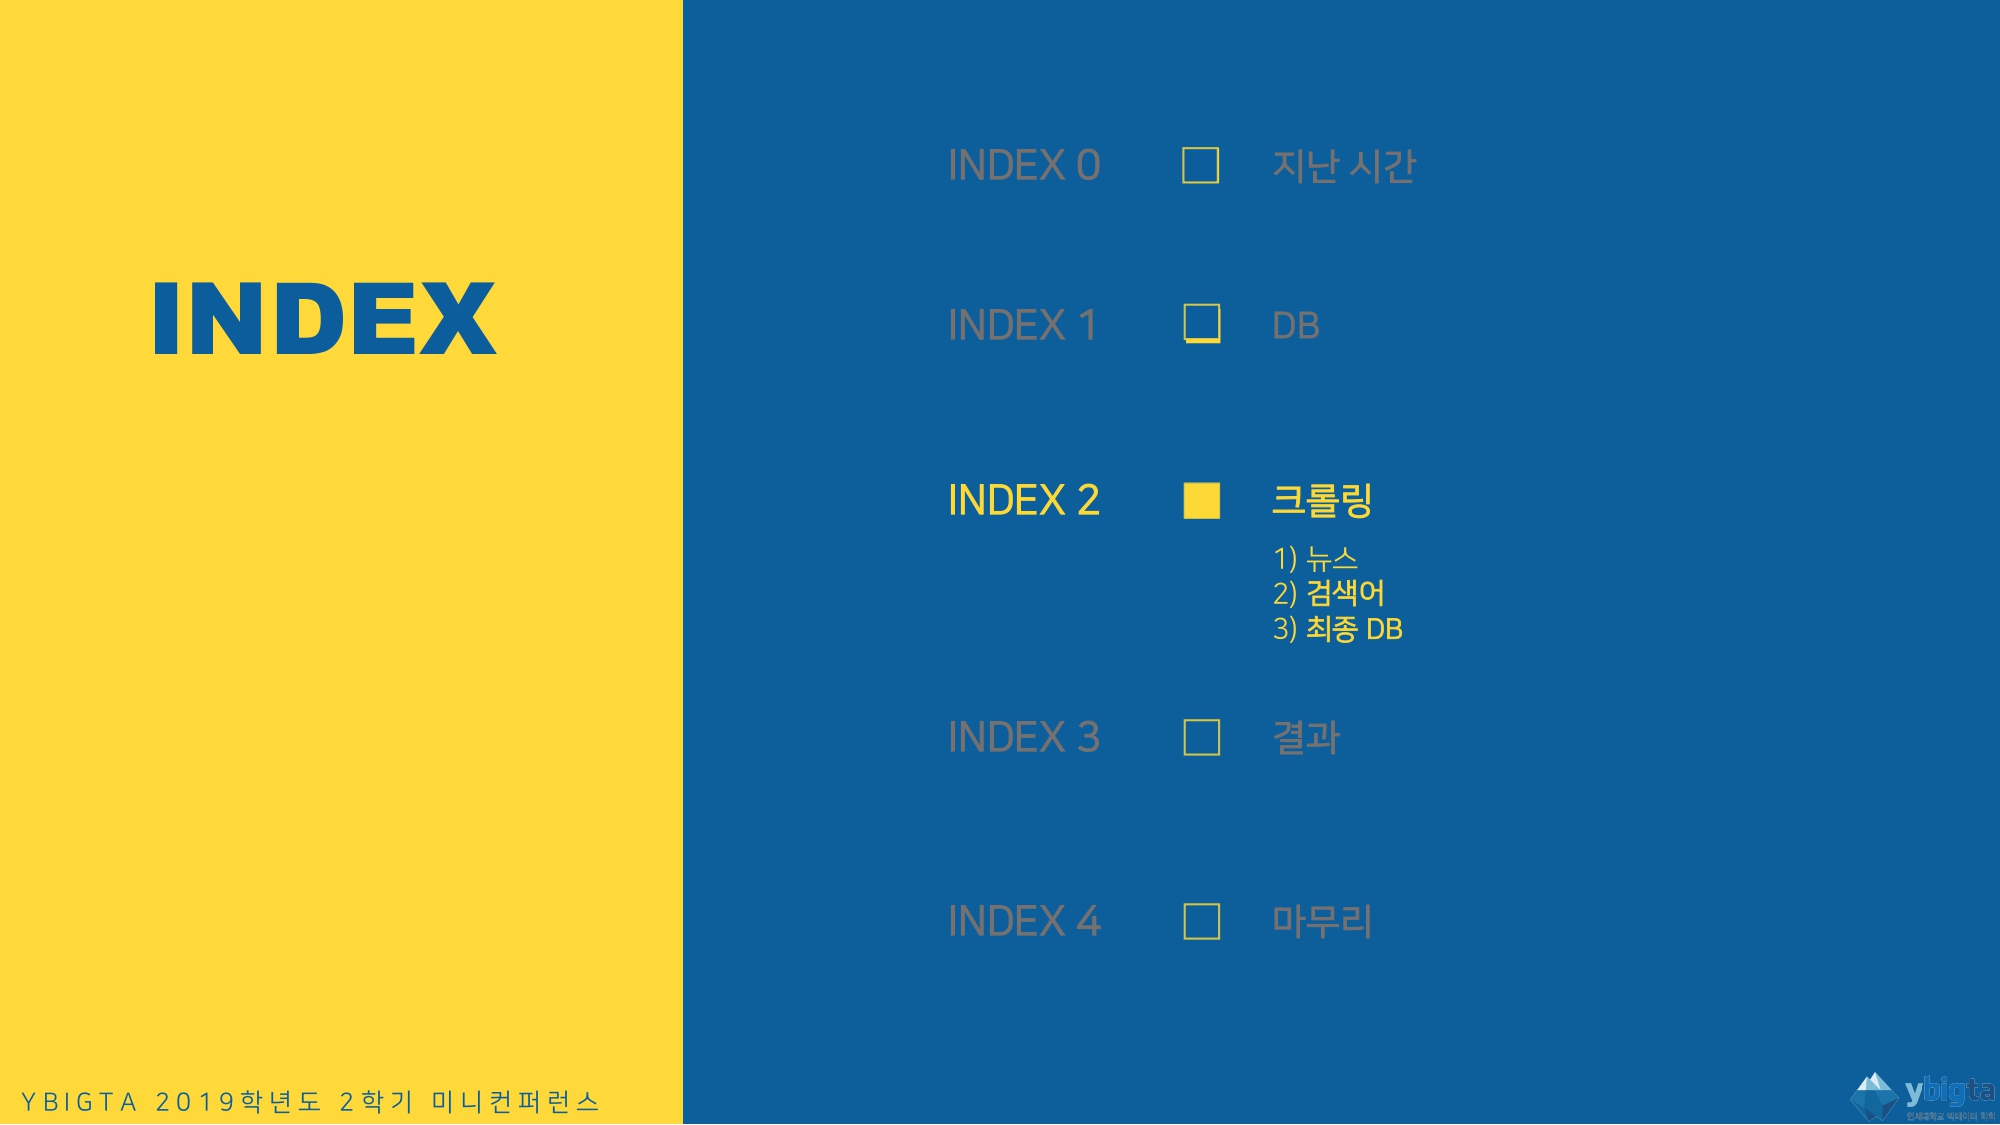 INDEX
INDEX 0 지난 시간
INDEX 1 DB
INDEX 2 크롤링
1) 뉴스
2) 검색어
3) 최종 DB
INDEX 3 결과
INDEX 4 마무리
YBIGTA 2019학년도 2학기 미니컨퍼런스
ybigta
연세대학교 빅데이터 학회